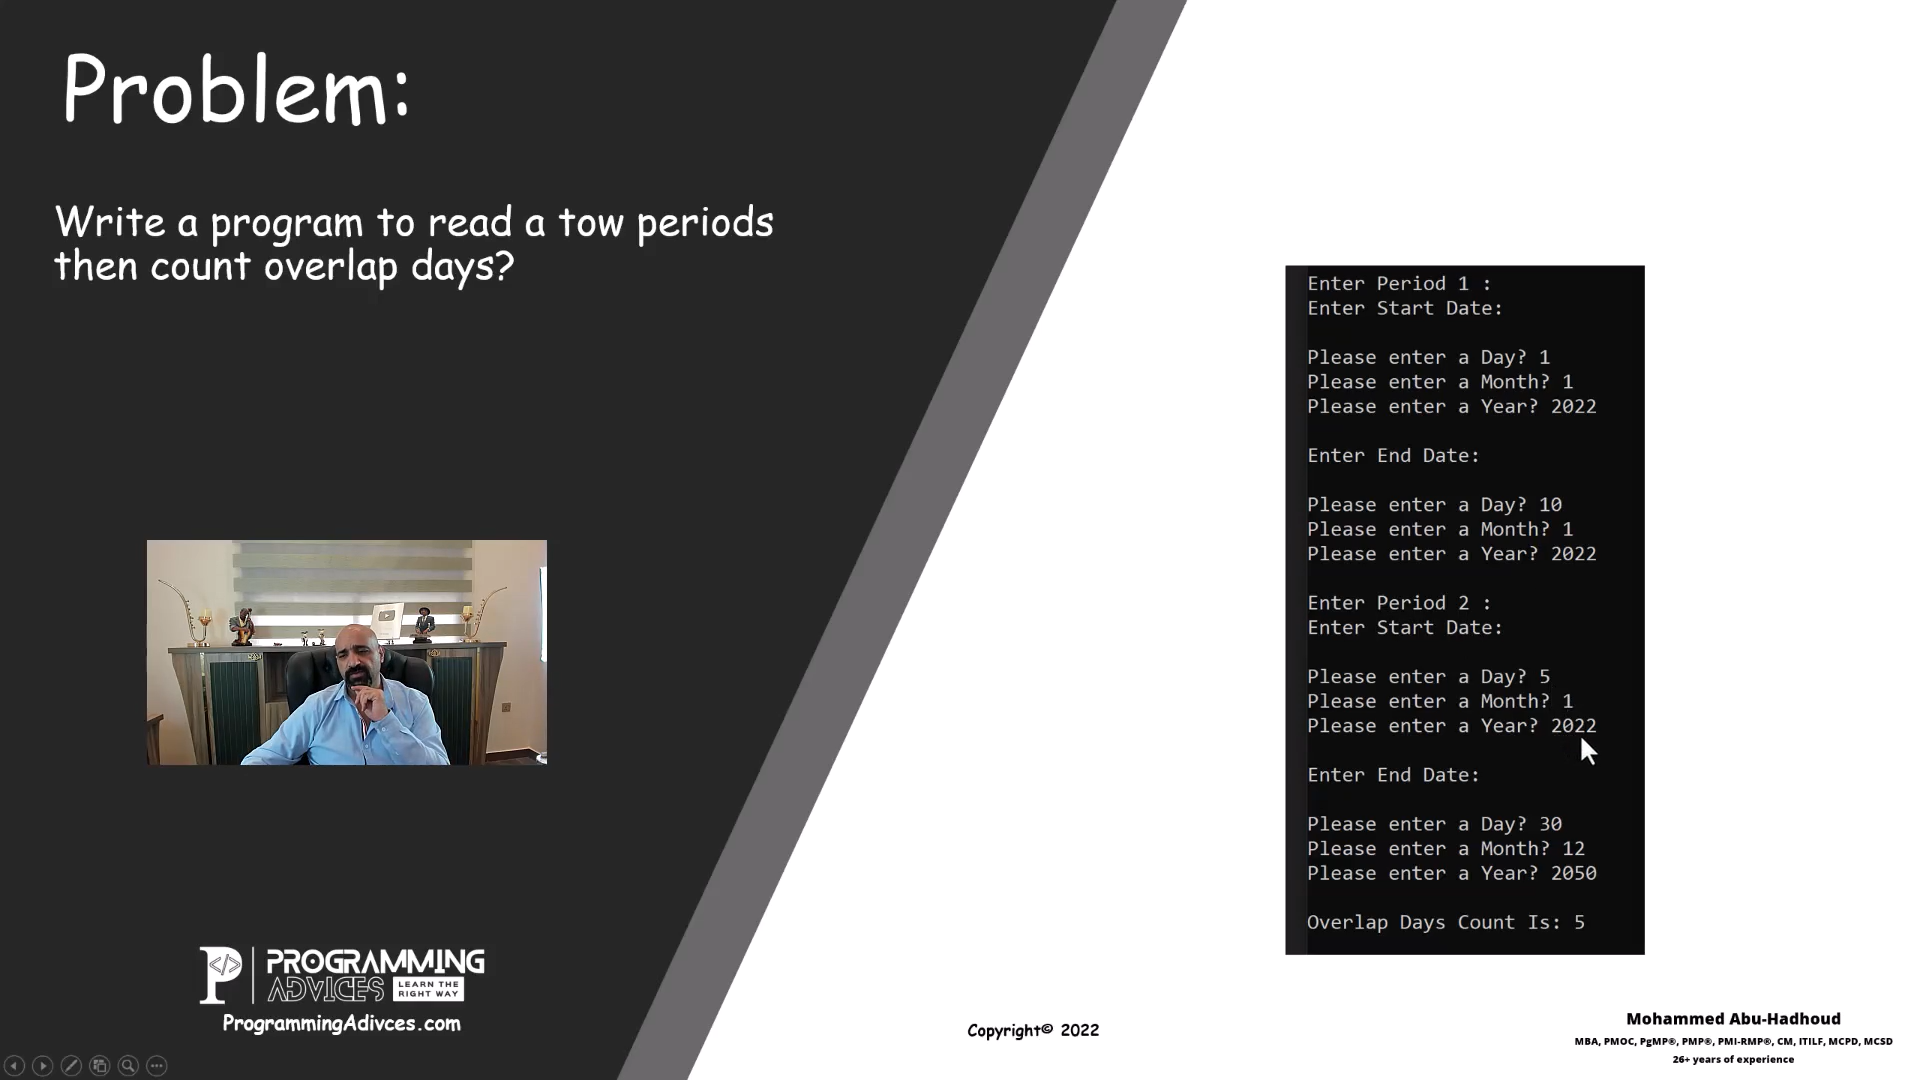 Problem:
Write a program to read a tow periods
then count overlap days?
Enter Period 1 :
Enter Start Date:
Please enter a Day? 1
Please enter a Month? 1
Please enter a Year? 2022
Enter End Date:
Please enter a Day? 10
Please enter a Month? 1
Please enter a Year? 2022
Enter Period 2 :
Enter Start Date:
Please enter a Day? 5
Please enter a Month? 1
Please enter a Year? 2022
Enter End Date:
Please enter a Day? 30
Please enter a Month? 12
Please enter a Year? 2050
Overlap Days Count Is: 5
P </>
PROGRAMMING
ADVICES
LEARN THE
RIGHT WAY
ProgrammingAdivces.com
Copyright© 2022
Mohammed Abu-Hadhoud
MBA, PMOC, PgMP®, PMP®, PMI-RMP®, CM, ITILF, MCPD, MCSD
26+ years of experience